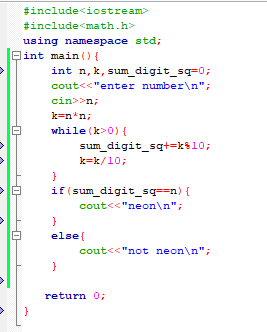 #include<iostream>
#include<math.h>
using namespace std;
int main(){
int n,k,sum_digit_sq=0;
cout<<"enter number\n";
cin>>n;
k=n*n;
while(k>0){
sum_digit_sq+=k%10;
k=k/10;
}
if(sum_digit_sq==n){
cout<<"neon\n";
}
else{
cout<<"not neon\n";
}
return 0;
}